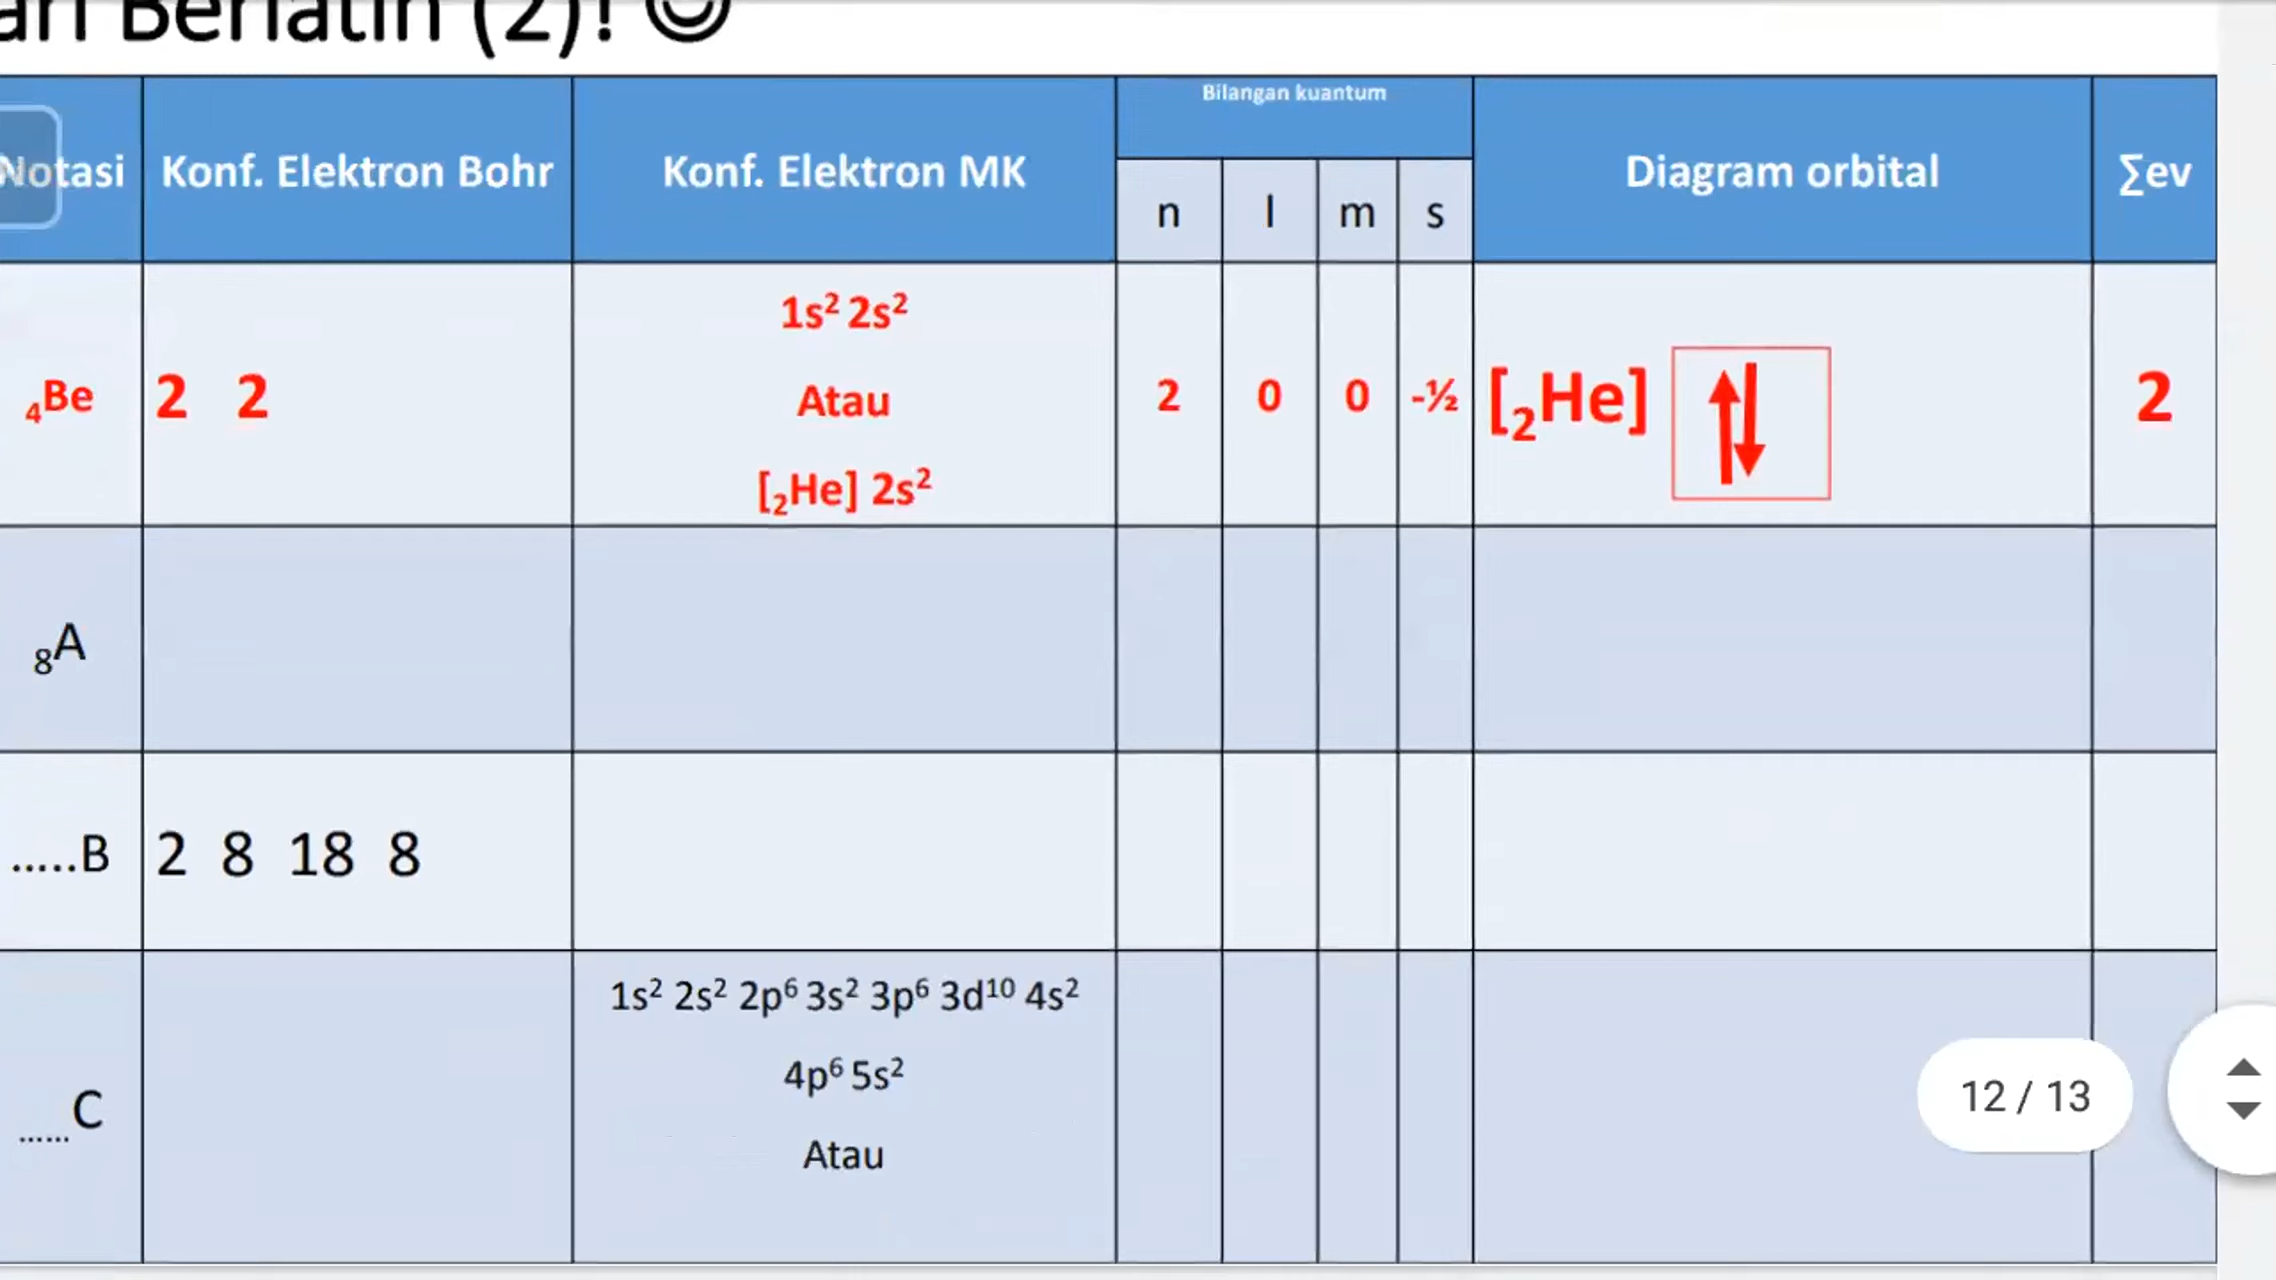 ari Berlatih (2)! ☺
Notasi Konf. Elektron Bohr Konf. Elektron MK Bilangan kuantum Diagram orbital ∑ev
n l m s
₄Be 2 2 1s² 2s² 2 0 0 -½ [₂He] 2
Atau
[₂He] 2s²
₈A
.....B 2 8 18 8
......C 1s² 2s² 2p⁶ 3s² 3p⁶ 3d¹⁰ 4s²
4p⁶ 5s²
Atau
12 / 13